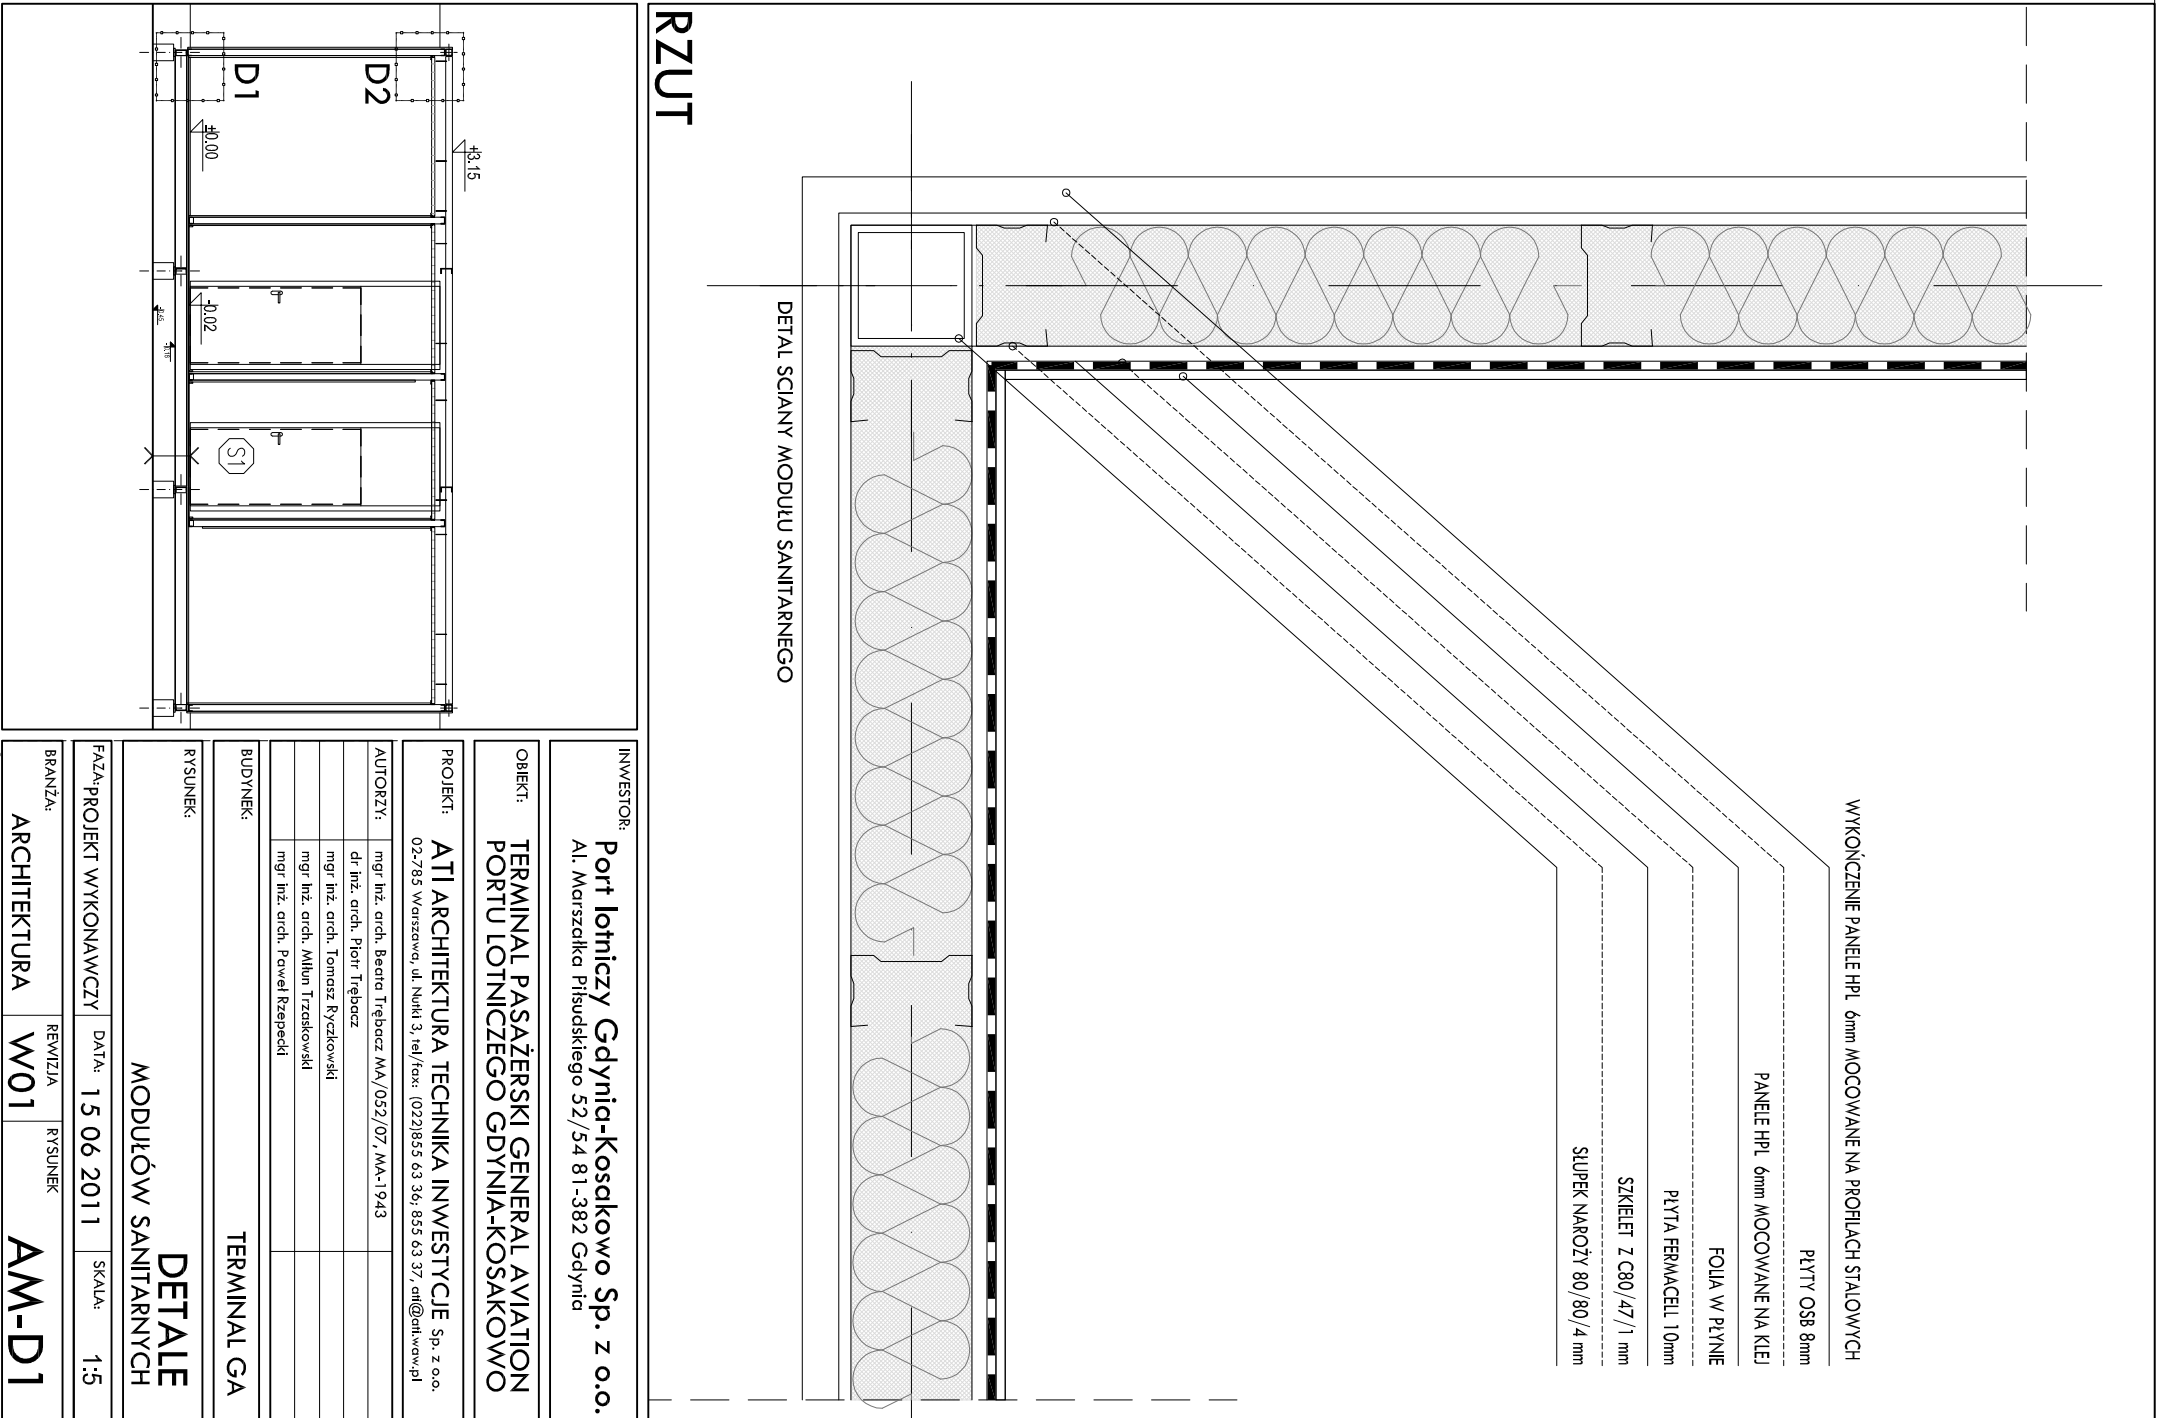 RZUT
DETAL SCIANY MODUŁU SANITARNEGO
WYKOŃCZENIE PANELE HPL 6mm MOCOWANE NA PROFILACH STALOWYCH
PŁYTY OSB 8mm
PANELE HPL 6mm MOCOWANE NA KLEJ
FOLIA W PŁYNIE
PŁYTA FERMACELL 10mm
SZKIELET Z C80/47/1 mm
SŁUPEK NAROŻY 80/80/4 mm
+3.15
D2
D1
±0.00
-0.02
S1
INWESTOR:
Port lotniczy Gdynia-Kosakowo Sp. z o.o.
Al. Marszałka Piłsudskiego 52/54 81-382 Gdynia
OBIEKT:
TERMINAL PASAŻERSKI GENERAL AVIATION
PORTU LOTNICZEGO GDYNIA-KOSAKOWO
PROJEKT:
ATI ARCHITEKTURA TECHNIKA INWESTYCJE Sp. z o.o.
02-785 Warszawa, ul. Nutki 3, tel/fax: (022)855 63 36; 855 63 37, ati@ati.waw.pl
AUTORZY:
mgr inż. arch. Beata Trębacz MA/052/07, MA-1943
dr inż. arch. Piotr Trębacz
mgr inż. arch. Tomasz Ryczkowski
mgr inż. arch. Miłun Trzaskowski
mgr inż. arch. Paweł Rzepecki
BUDYNEK:
TERMINAL GA
RYSUNEK:
DETALE
MODUŁÓW SANITARNYCH
FAZA: PROJEKT WYKONAWCZY
DATA: 15 06 2011
SKALA: 1:5
BRANŻA:
ARCHITEKTURA
REWIZJA
W01
RYSUNEK
AM-D1